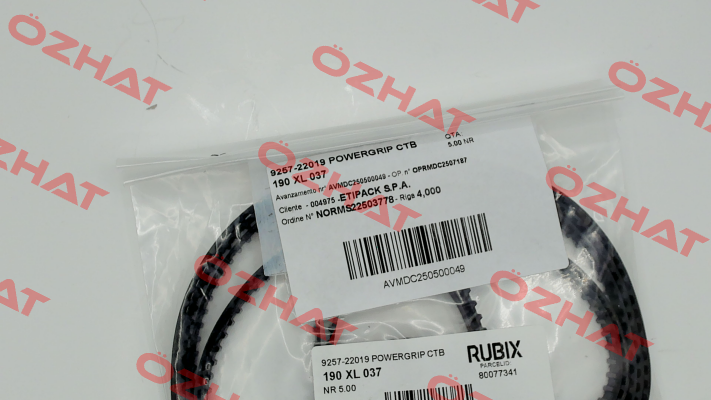 9257-22019 POWERGRIP CTB
QTA
190 XL 037
5.00 NR
Avanzamento n° AVMDC250500049 - OP. n° OPRMDC2507187
Cliente - 004975 .ETIPACK S.P.A.
Ordine N° NORMS22503778 - Riga 4,000
AVMDC250500049
9257-22019 POWERGRIP CTB
190 XL 037
NR 5.00
RUBIX
80077341
ÖZHAT
ÖZHAT
ÖZHAT
ÖZHAT
ÖZHAT
ÖZHAT